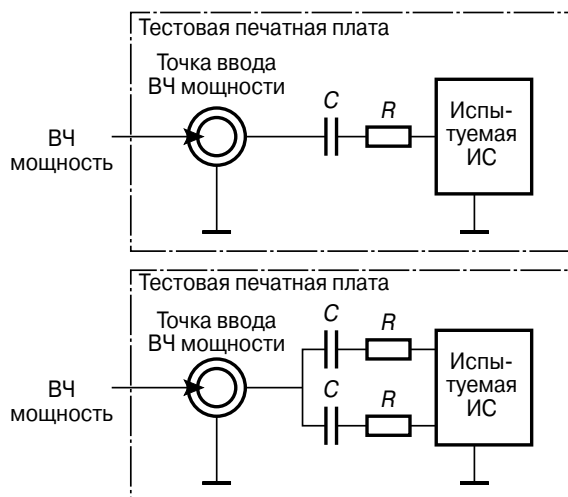 Тестовая печатная плата
Точка ввода
ВЧ мощности
C
R
Испы-
туемая
ИС
ВЧ
мощность
Тестовая печатная плата
Точка ввода
ВЧ мощности
C
R
C
R
Испы-
туемая
ИС
ВЧ
мощность